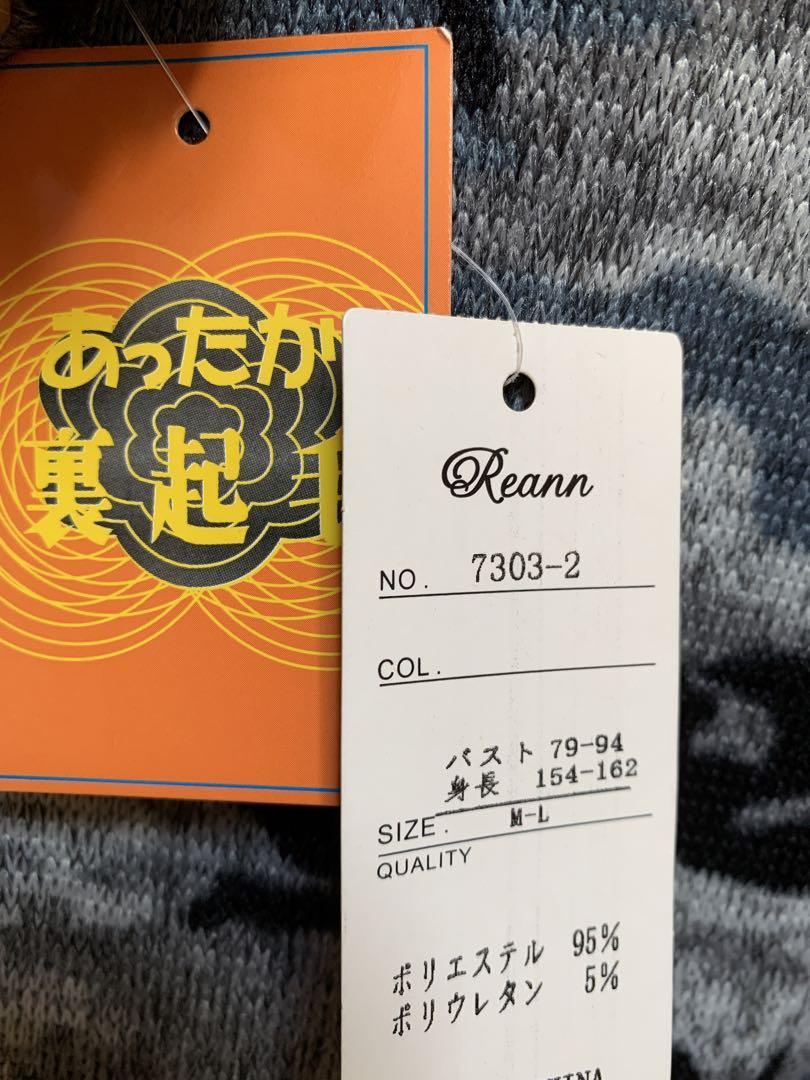 あったか
裏起
Reann
NO. 7303-2
COL.
バスト 79-94
身長 154-162
SIZE. M-L
QUALITY
ポリエステル 95%
ポリウレタン 5%